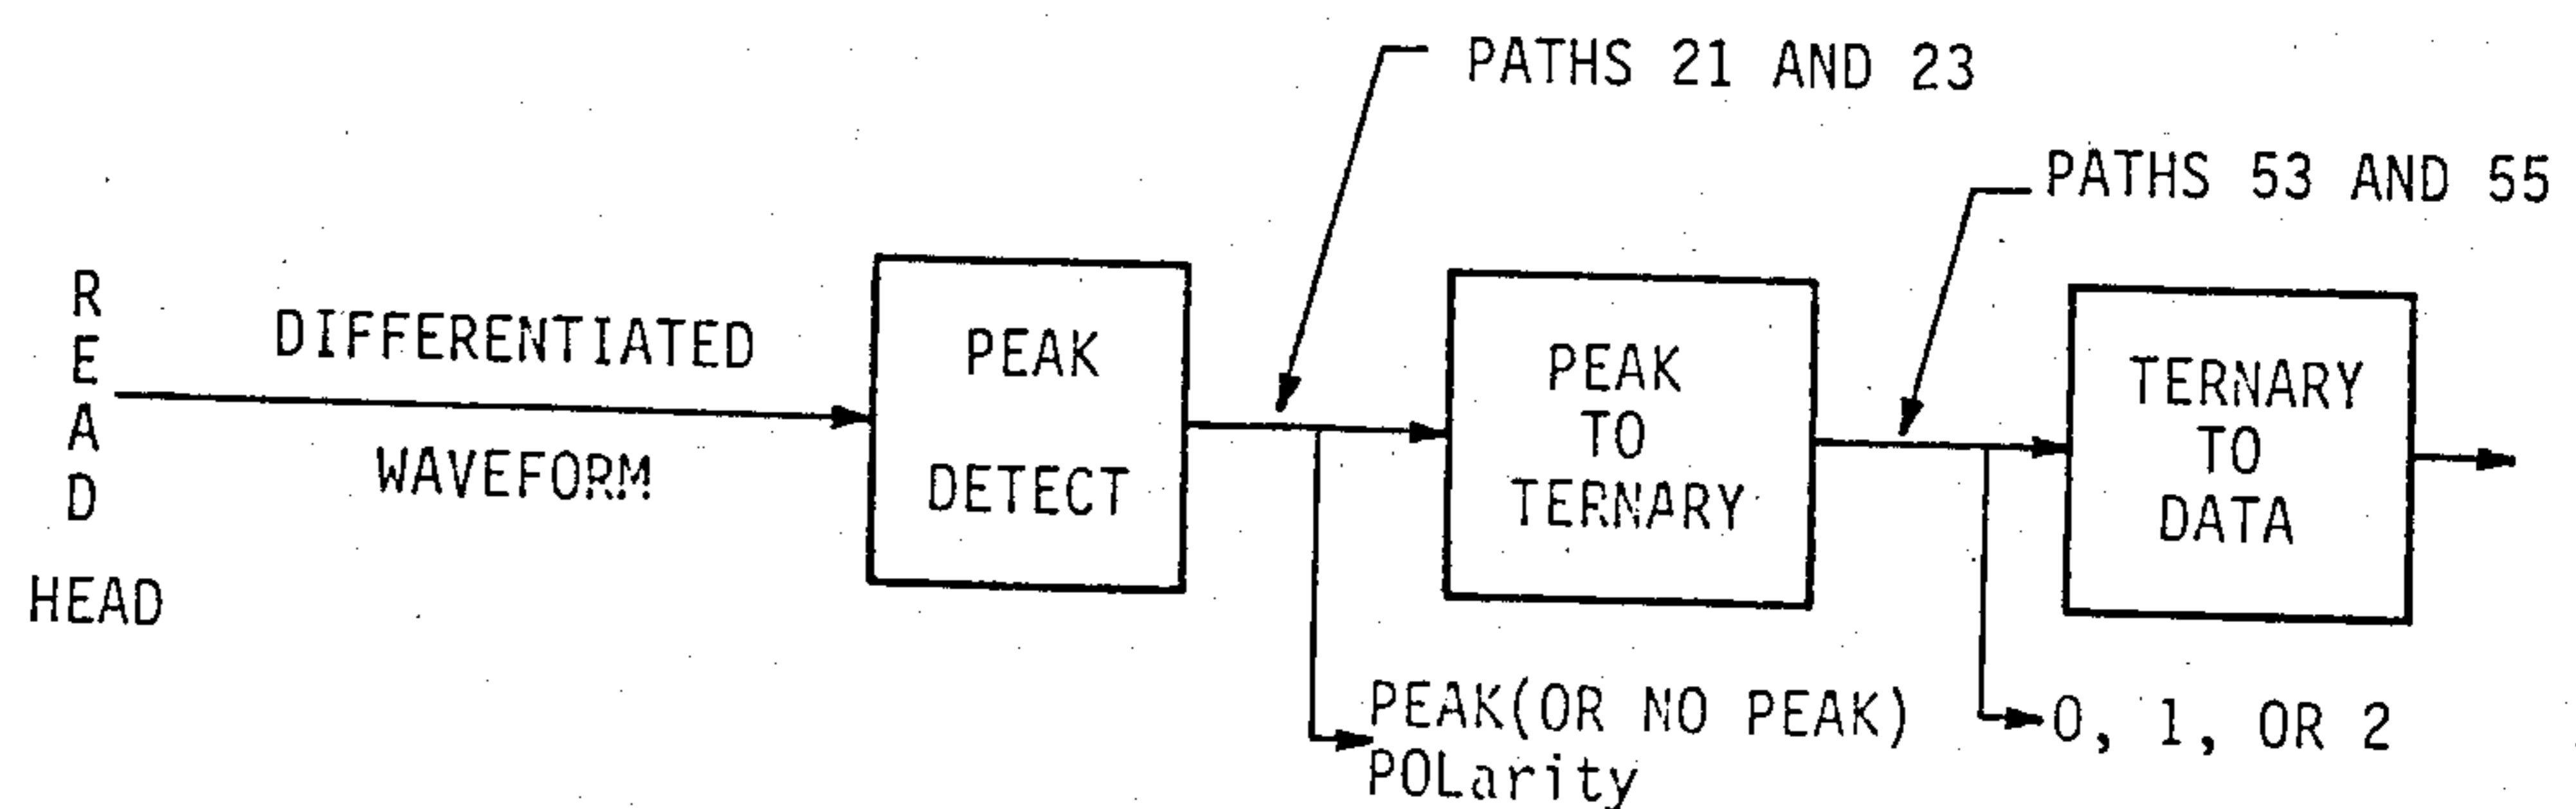 PATHS 21 AND 23
PATHS 53 AND 55
READ
HEAD
DIFFERENTIATED
WAVEFORM
PEAK
DETECT
PEAK
TO
TERNARY
TERNARY
TO
DATA
PEAK(OR NO PEAK)
POLarity
0, 1, OR 2